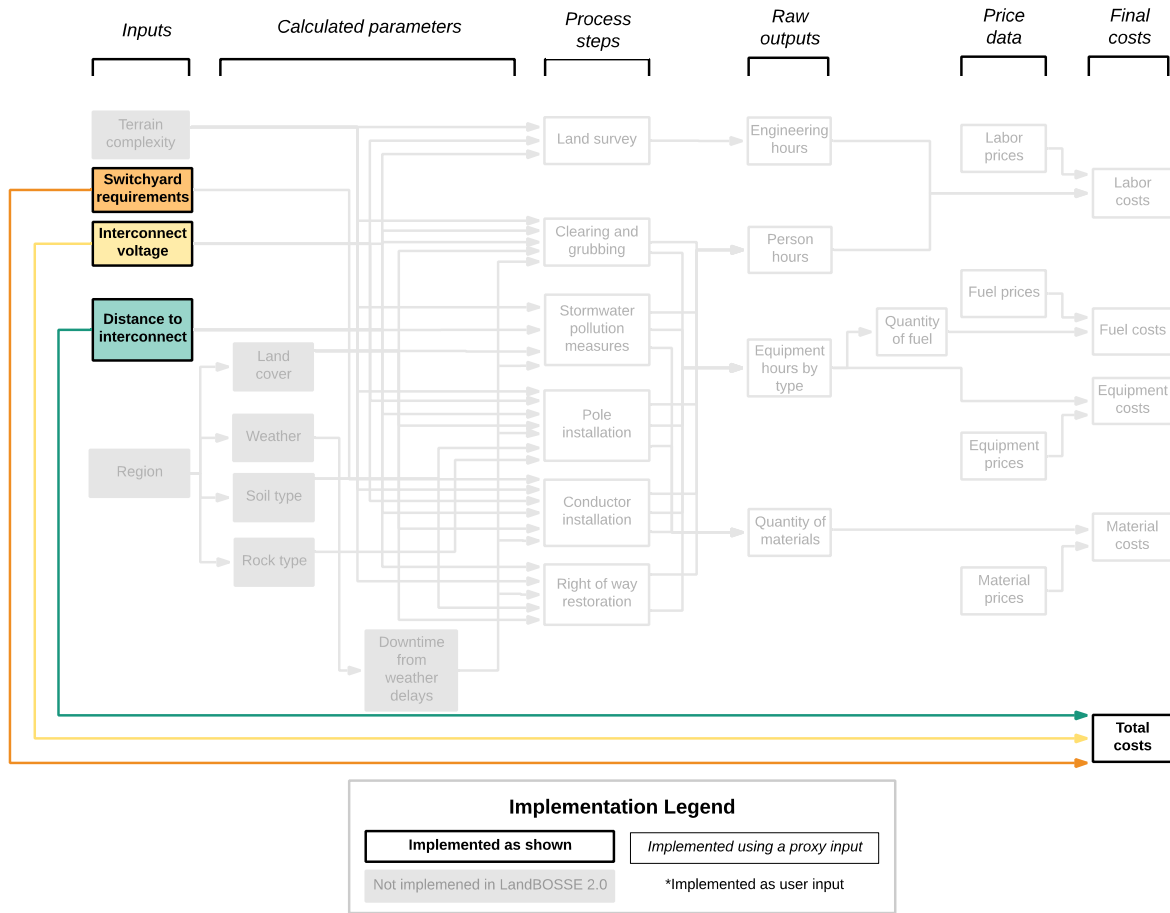 Inputs
Calculated parameters
Process
steps
Raw
outputs
Price
data
Final
costs
Terrain
complexity
Switchyard
requirements
Interconnect
voltage
Distance to
interconnect
Region
Land
cover
Weather
Soil type
Rock type
Downtime
from
weather
delays
Land survey
Clearing and
grubbing
Stormwater
pollution
measures
Pole
installation
Conductor
installation
Right of way
restoration
Engineering
hours
Person
hours
Equipment
hours by
type
Quantity of
materials
Quantity
of fuel
Labor
prices
Fuel prices
Equipment
prices
Material
prices
Labor
costs
Fuel costs
Equipment
costs
Material
costs
Total
costs
Implementation Legend
Implemented as shown
Implemented using a proxy input
Not implemened in LandBOSSE 2.0
*Implemented as user input